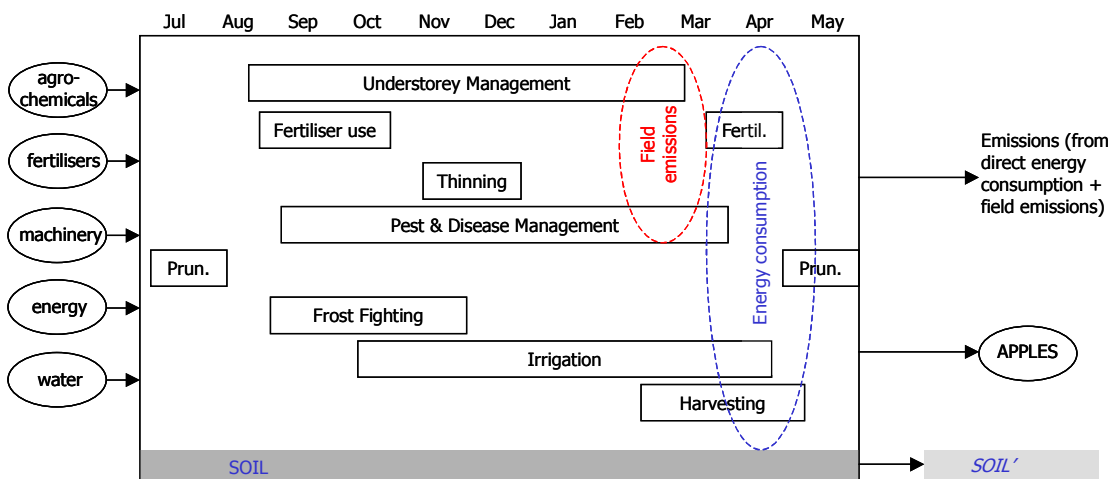 Jul Aug Sep Oct Nov Dec Jan Feb Mar Apr May
agro-
chemicals
Understorey Management
Fertiliser use
Fertil.
Field
emissions
fertilisers
Emissions (from
direct energy
consumption +
field emissions)
Thinning
machinery
Pest & Disease Management
Energy consumption
Prun.
Prun.
energy
Frost Fighting
Irrigation
APPLES
water
Harvesting
SOIL
SOIL’